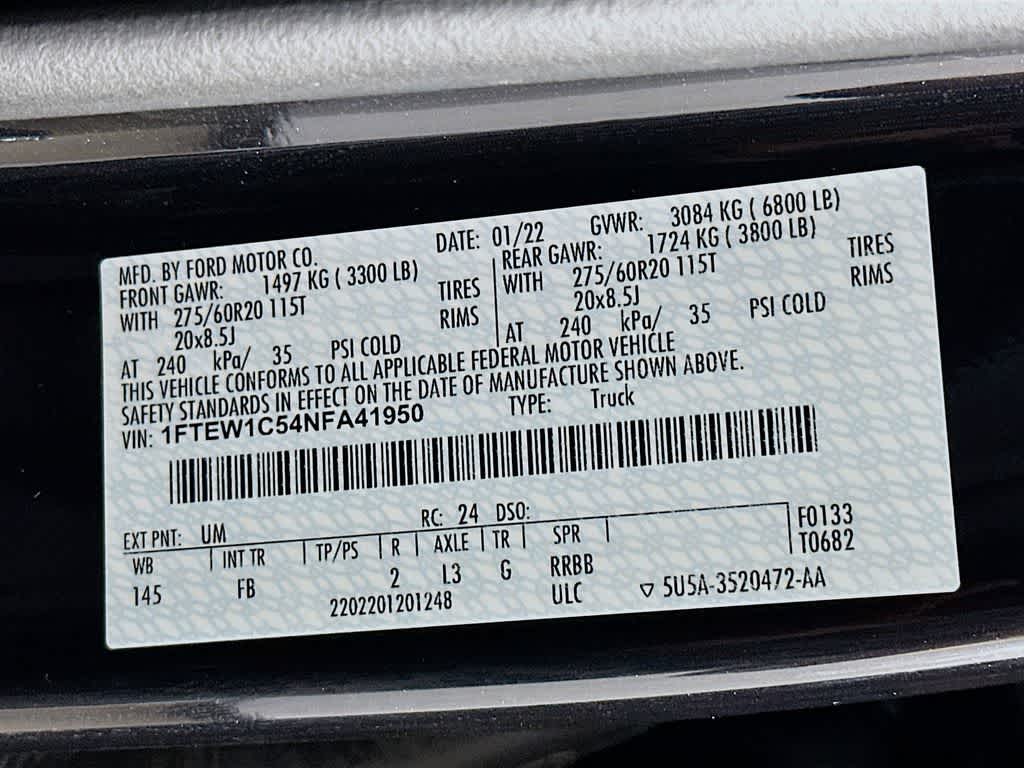 MFD. BY FORD MOTOR CO. DATE: 01/22 GVWR: 3084 KG ( 6800 LB)
FRONT GAWR: 1497 KG ( 3300 LB) REAR GAWR: 1724 KG ( 3800 LB)
WITH 275/60R20 115T TIRES WITH 275/60R20 115T TIRES
20x8.5J RIMS 20x8.5J RIMS
AT 240 kPa/ 35 PSI COLD AT 240 kPa/ 35 PSI COLD
THIS VEHICLE CONFORMS TO ALL APPLICABLE FEDERAL MOTOR VEHICLE
SAFETY STANDARDS IN EFFECT ON THE DATE OF MANUFACTURE SHOWN ABOVE.
VIN: 1FTEW1C54NFA41950 TYPE: Truck
EXT PNT: UM RC: 24 DSO: F0133
WB INT TR TP/PS R AXLE TR SPR T0682
145 FB 2 L3 G RRBB
2202201201248 ULC ▽ 5U5A-3520472-AA